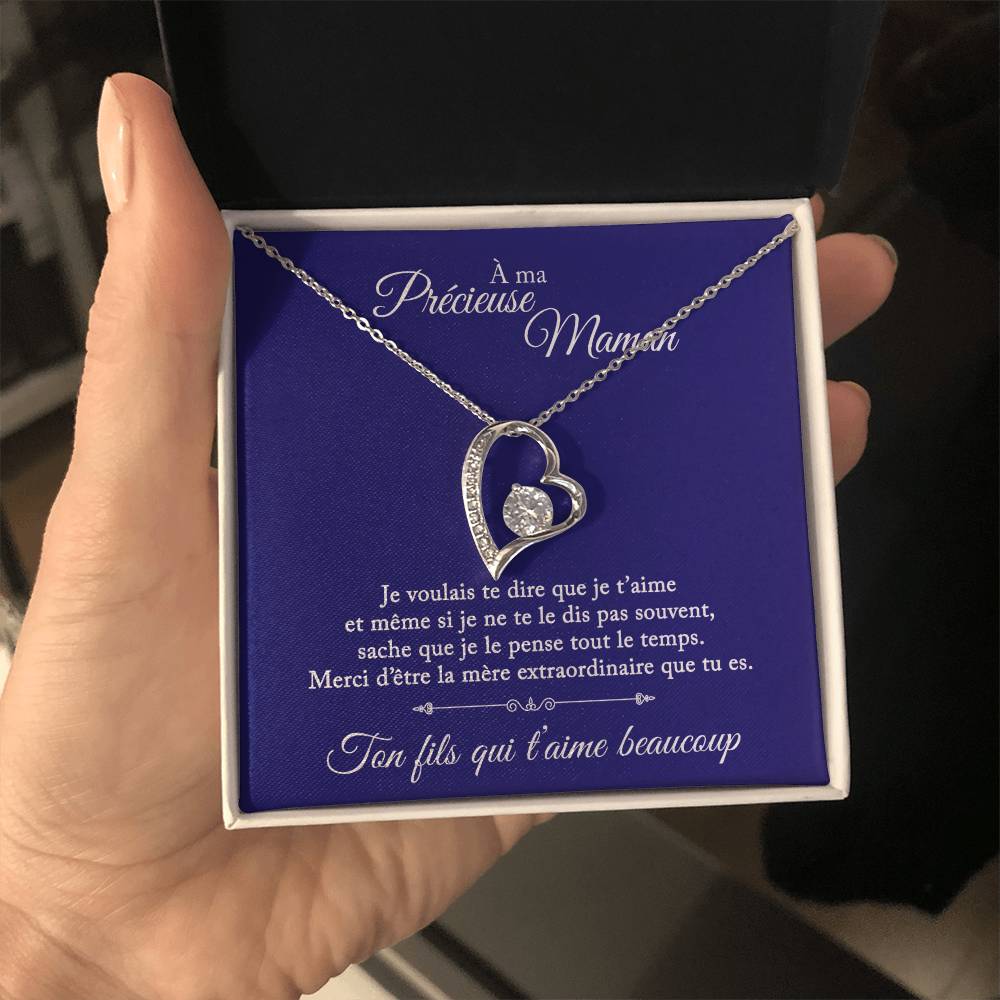 À ma
Précieuse
Maman
Je voulais te dire que je t’aime
et même si je ne te le dis pas souvent,
sache que je le pense tout le temps.
Merci d’être la mère extraordinaire que tu es.
Ton fils qui t’aime beaucoup